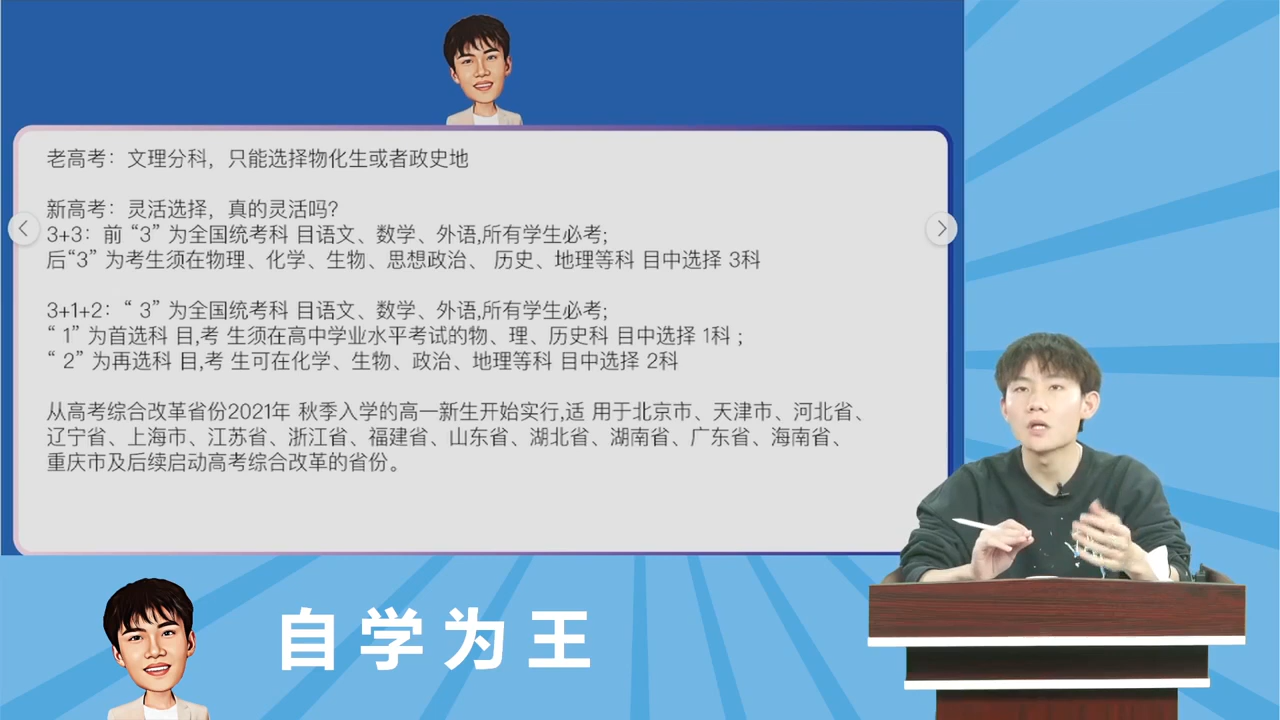 老高考：文理分科，只能选择物化生或者政史地
新高考：灵活选择，真的灵活吗？
3+3：前 “3” 为全国统考科 目语文、数学、外语,所有学生必考;
后“3” 为考生须在物理、化学、生物、思想政治、 历史、地理等科 目中选择 3科
3+1+2：“ 3” 为全国统考科 目语文、数学、外语,所有学生必考;
“ 1” 为首选科 目,考 生须在高中学业水平考试的物、理、历史科 目中选择 1科 ;
“ 2” 为再选科 目,考 生可在化学、生物、政治、地理等科 目中选择 2科
从高考综合改革省份2021年 秋季入学的高一新生开始实行,适 用于北京市、天津市、河北省、
辽宁省、上海市、江苏省、浙江省、福建省、山东省、湖北省、湖南省、广东省、海南省、
重庆市及后续启动高考综合改革的省份。
自学为王